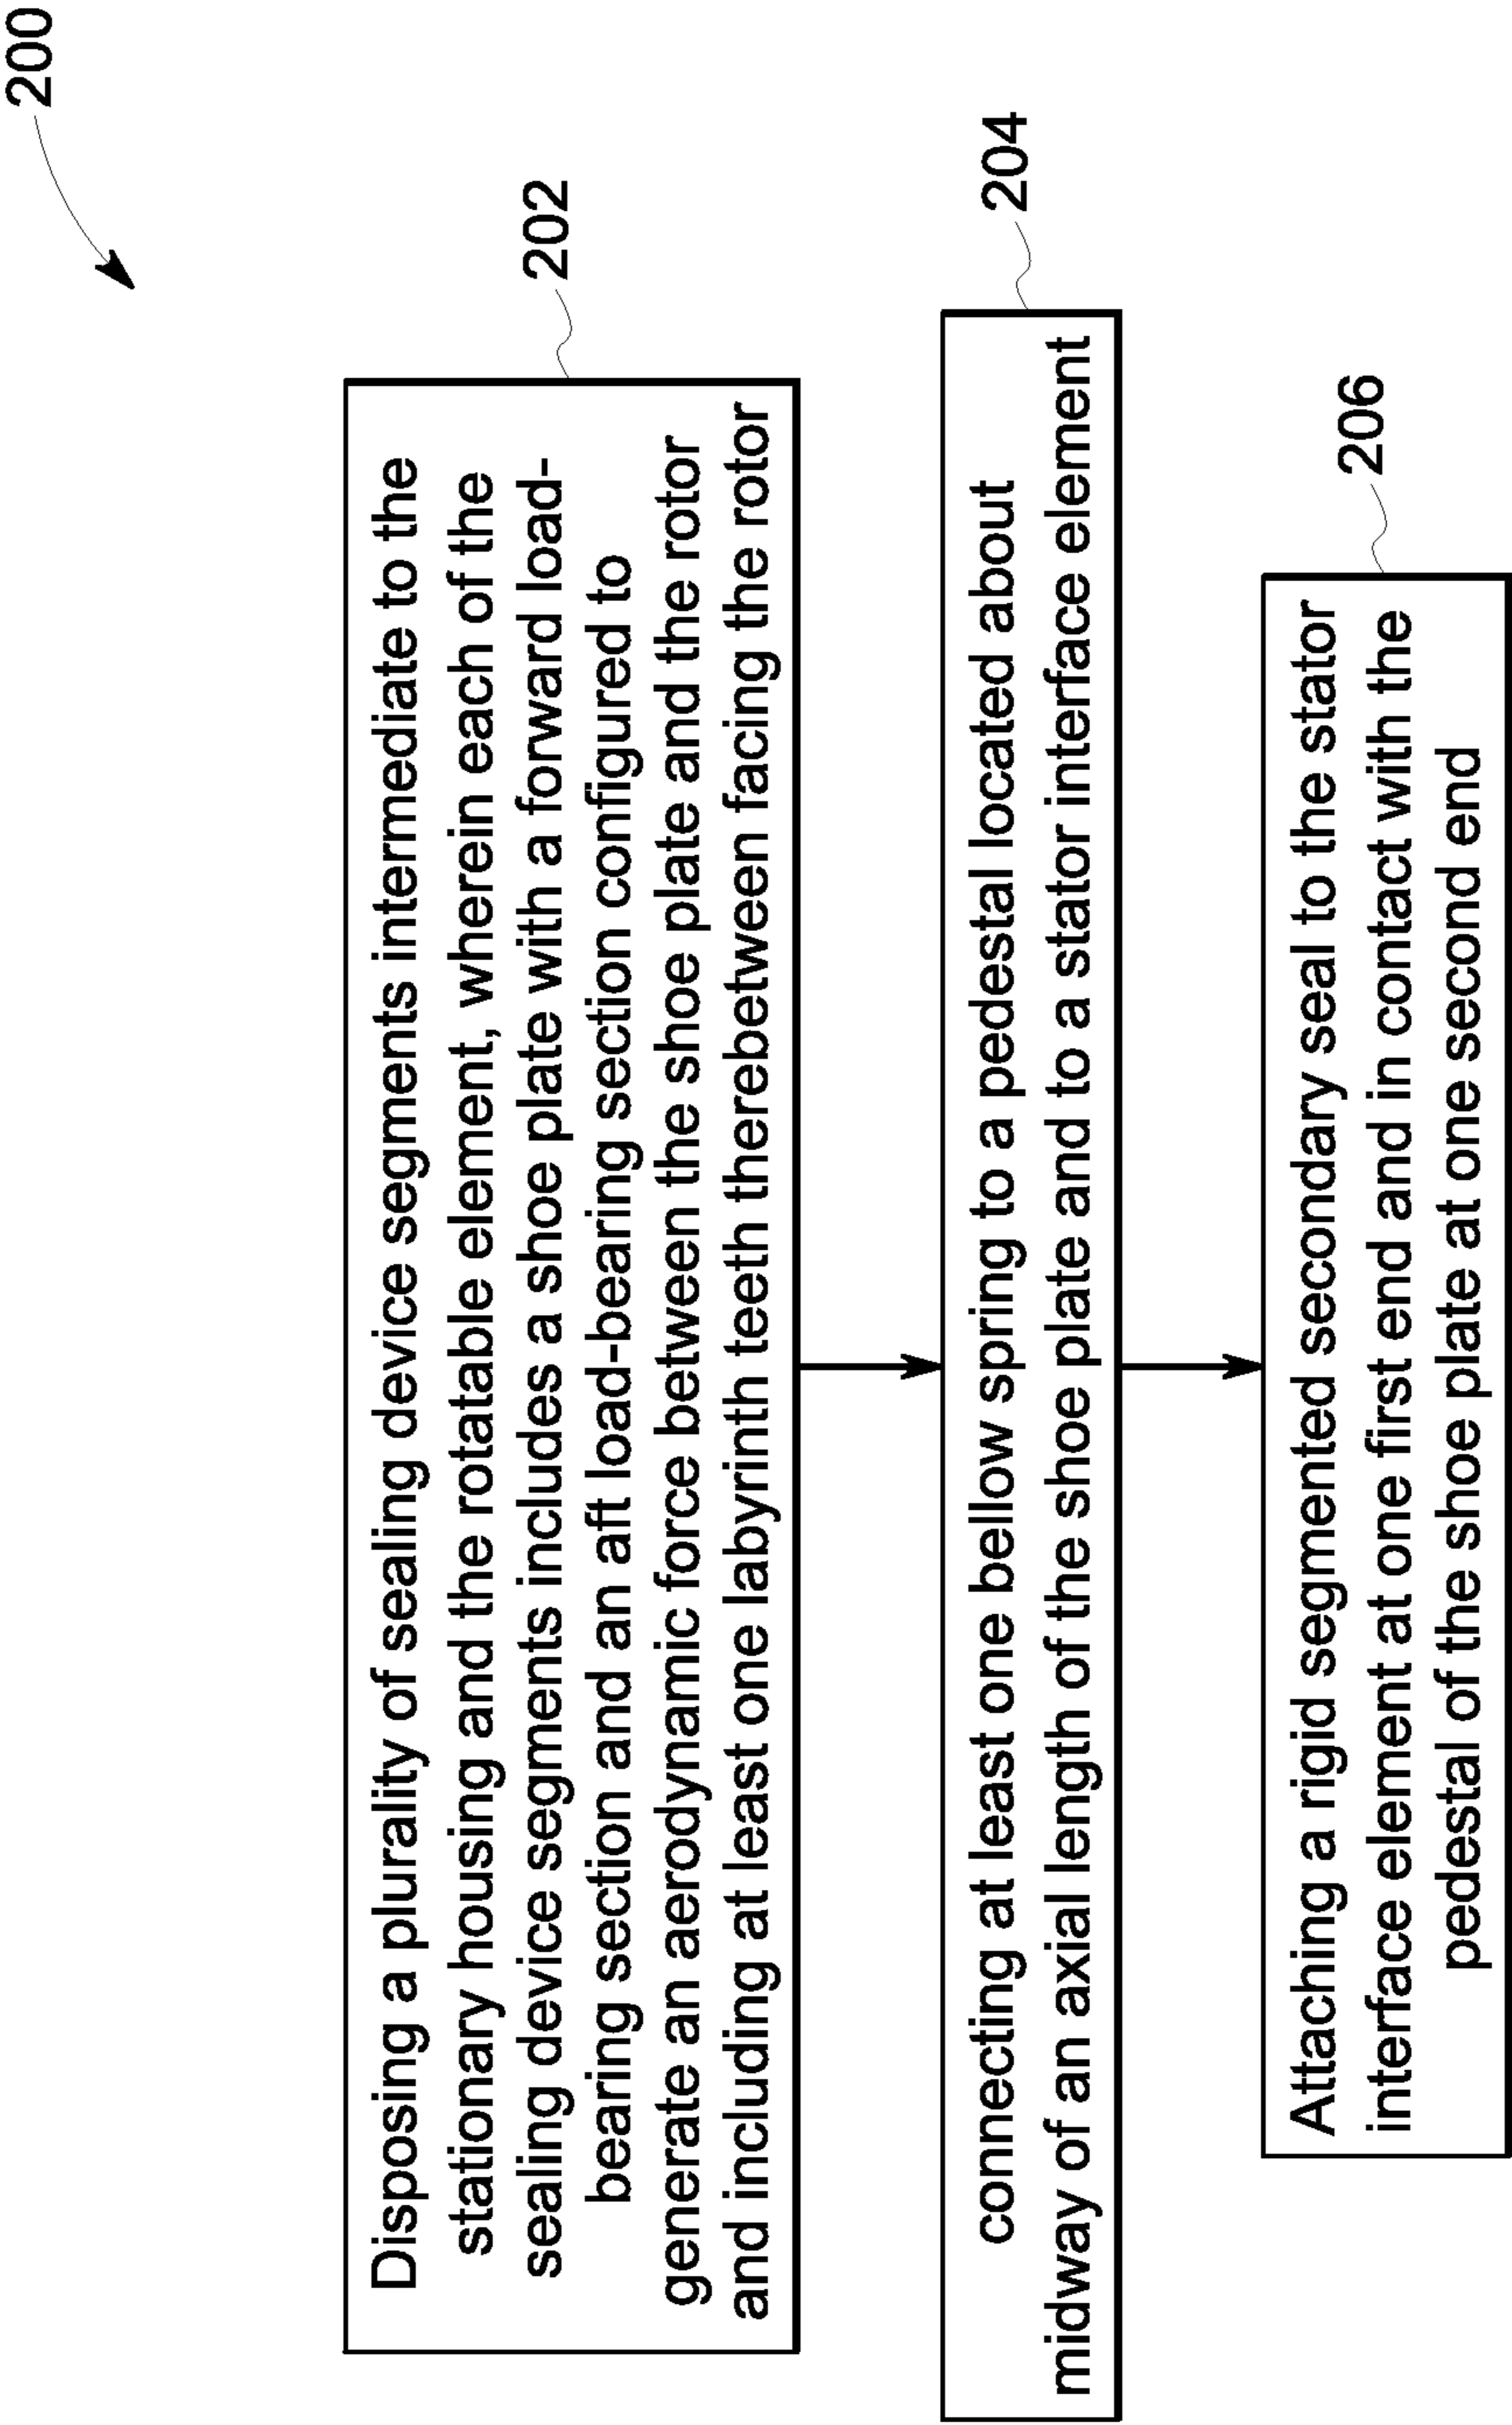 200
202
Disposing a plurality of sealing device segments intermediate to the
stationary housing and the rotatable element, wherein each of the
sealing device segments includes a shoe plate with a forward load-
bearing section and an aft load-bearing section configured to
generate an aerodynamic force between the shoe plate and the rotor
and including at least one labyrinth teeth therebetween facing the rotor
204
connecting at least one bellow spring to a pedestal located about
midway of an axial length of the shoe plate and to a stator interface element
206
Attaching a rigid segmented secondary seal to the stator
interface element at one first end and in contact with the
pedestal of the shoe plate at one second end